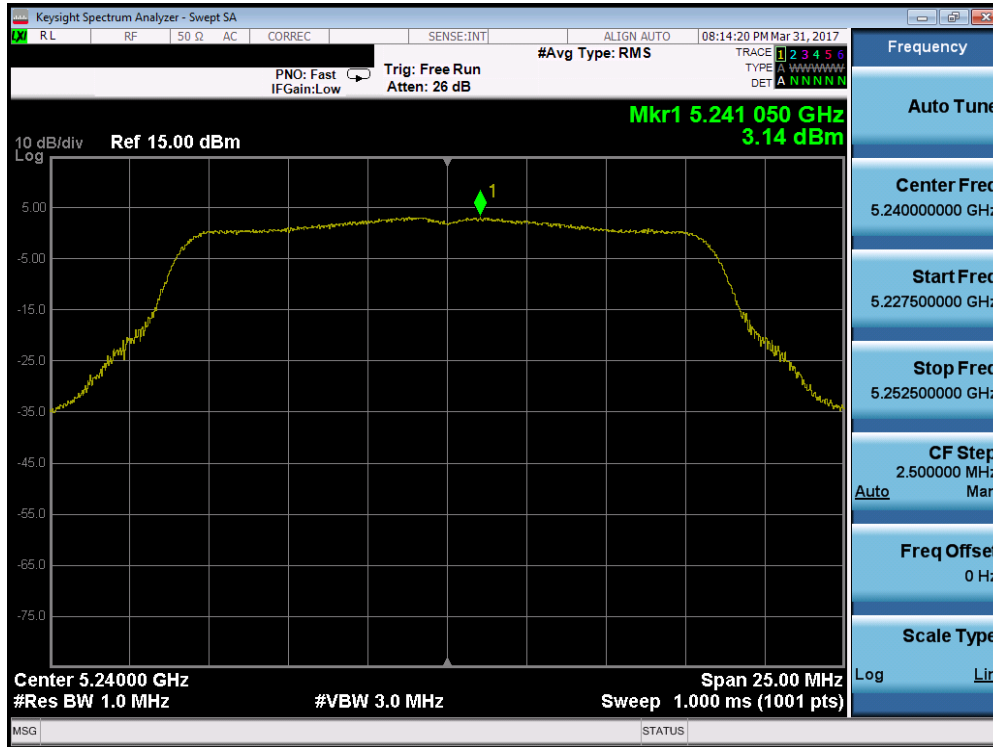 Keysight Spectrum Analyzer - Swept SA
LXI RL RF 50 Ω AC CORREC SENSE:INT ALIGN AUTO 08:14:20 PM Mar 31, 2017
PNO: Fast Trig: Free Run #Avg Type: RMS TRACE 1 2 3 4 5 6
IFGain:Low Atten: 26 dB TYPE A WWWWW
DET A N N N N N
Mkr1 5.241 050 GHz
3.14 dBm
10 dB/div Ref 15.00 dBm
Log
1
5.00
-5.00
-15.0
-25.0
-35.0
-45.0
-55.0
-65.0
-75.0
Center 5.24000 GHz Span 25.00 MHz
#Res BW 1.0 MHz #VBW 3.0 MHz Sweep 1.000 ms (1001 pts)
MSG STATUS
Frequency
Auto Tune
Center Freq
5.240000000 GHz
Start Freq
5.227500000 GHz
Stop Freq
5.252500000 GHz
CF Step
2.500000 MHz
Auto Man
Freq Offset
0 Hz
Scale Type
Log Lin